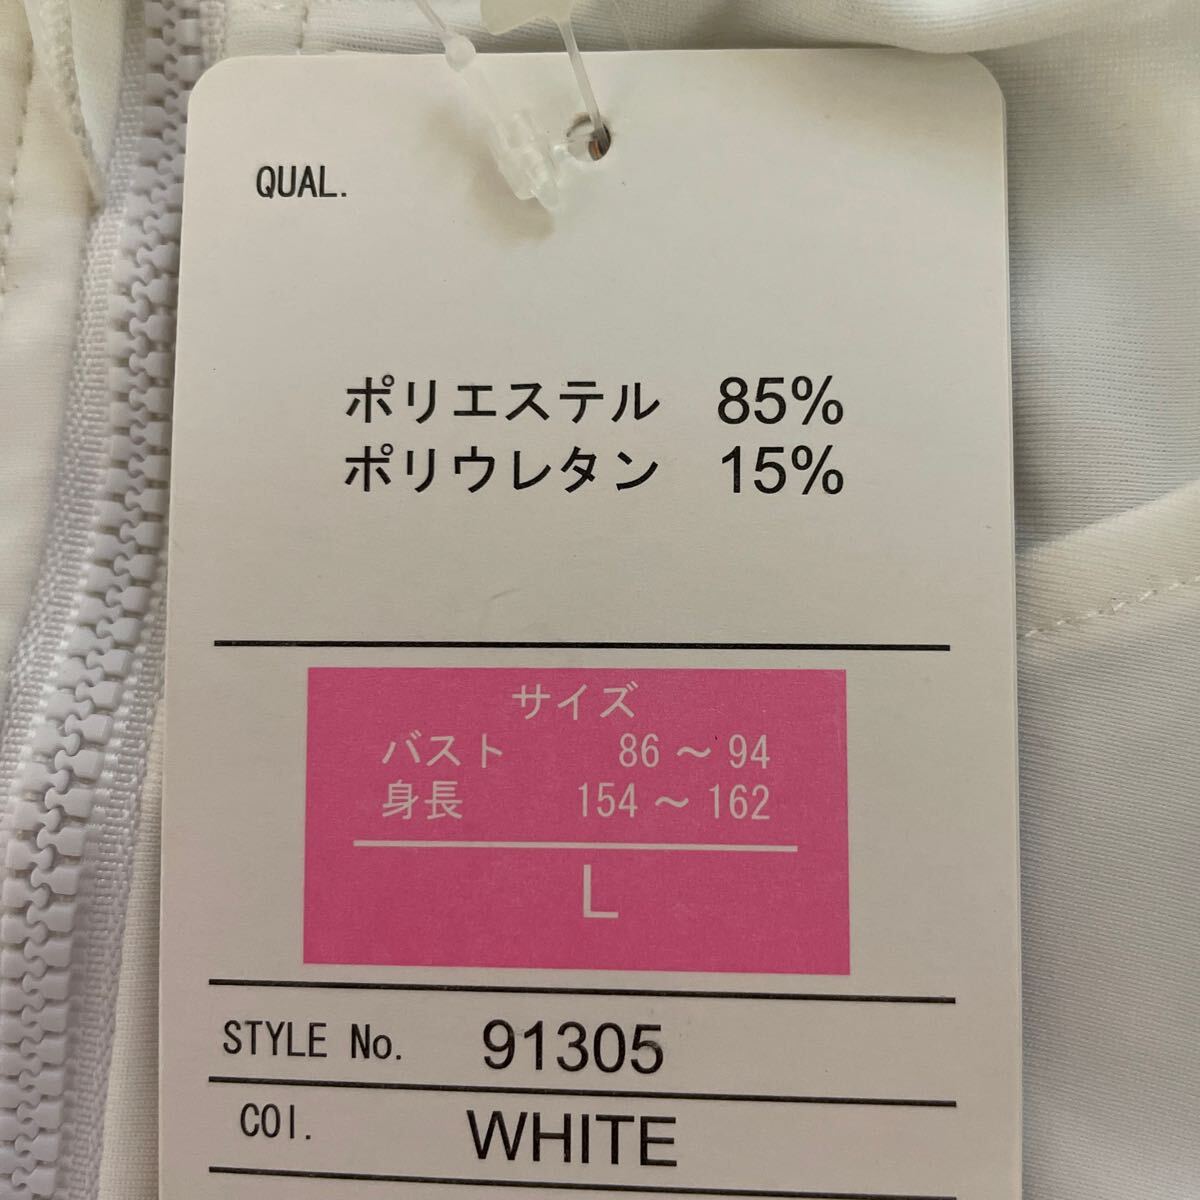 QUAL.
ポリエステル 85%
ポリウレタン 15%
サイズ
バスト 86 ～ 94
身長 154 ～ 162
L
STYLE No. 91305
COl. WHITE